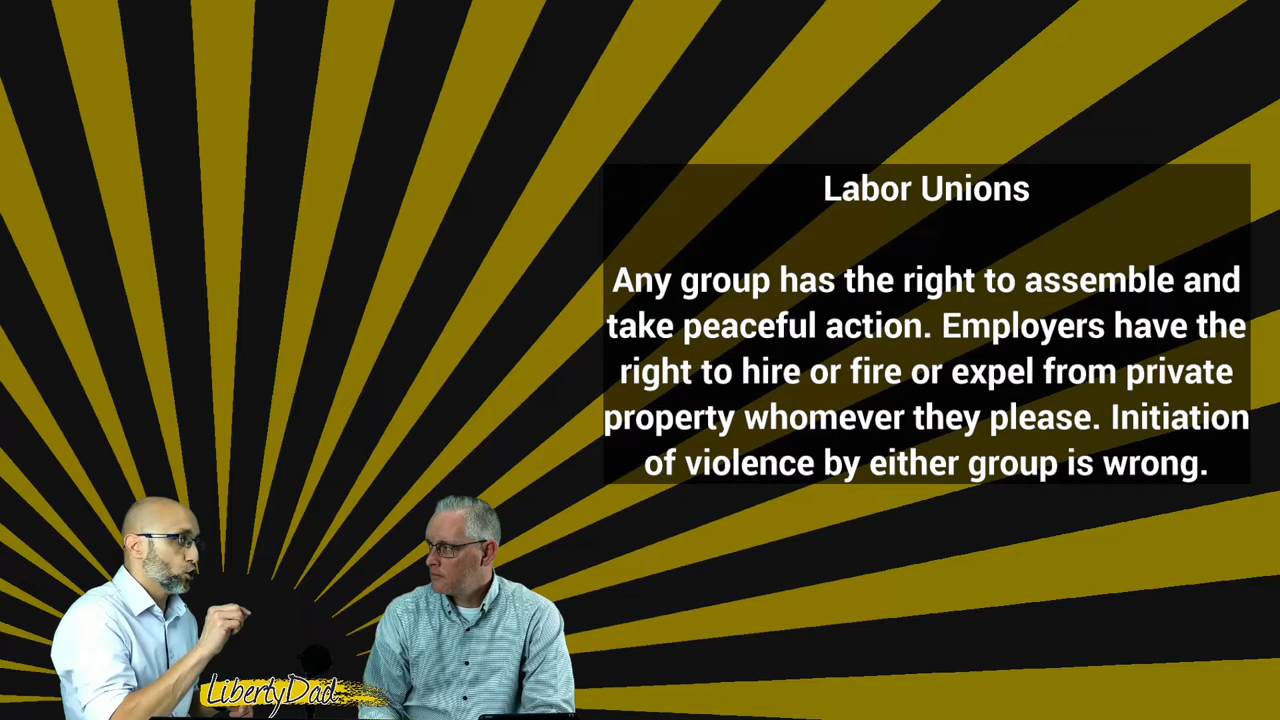 Labor Unions
Any group has the right to assemble and
take peaceful action. Employers have the
right to hire or fire or expel from private
property whomever they please. Initiation
of violence by either group is wrong.
LibertyDad